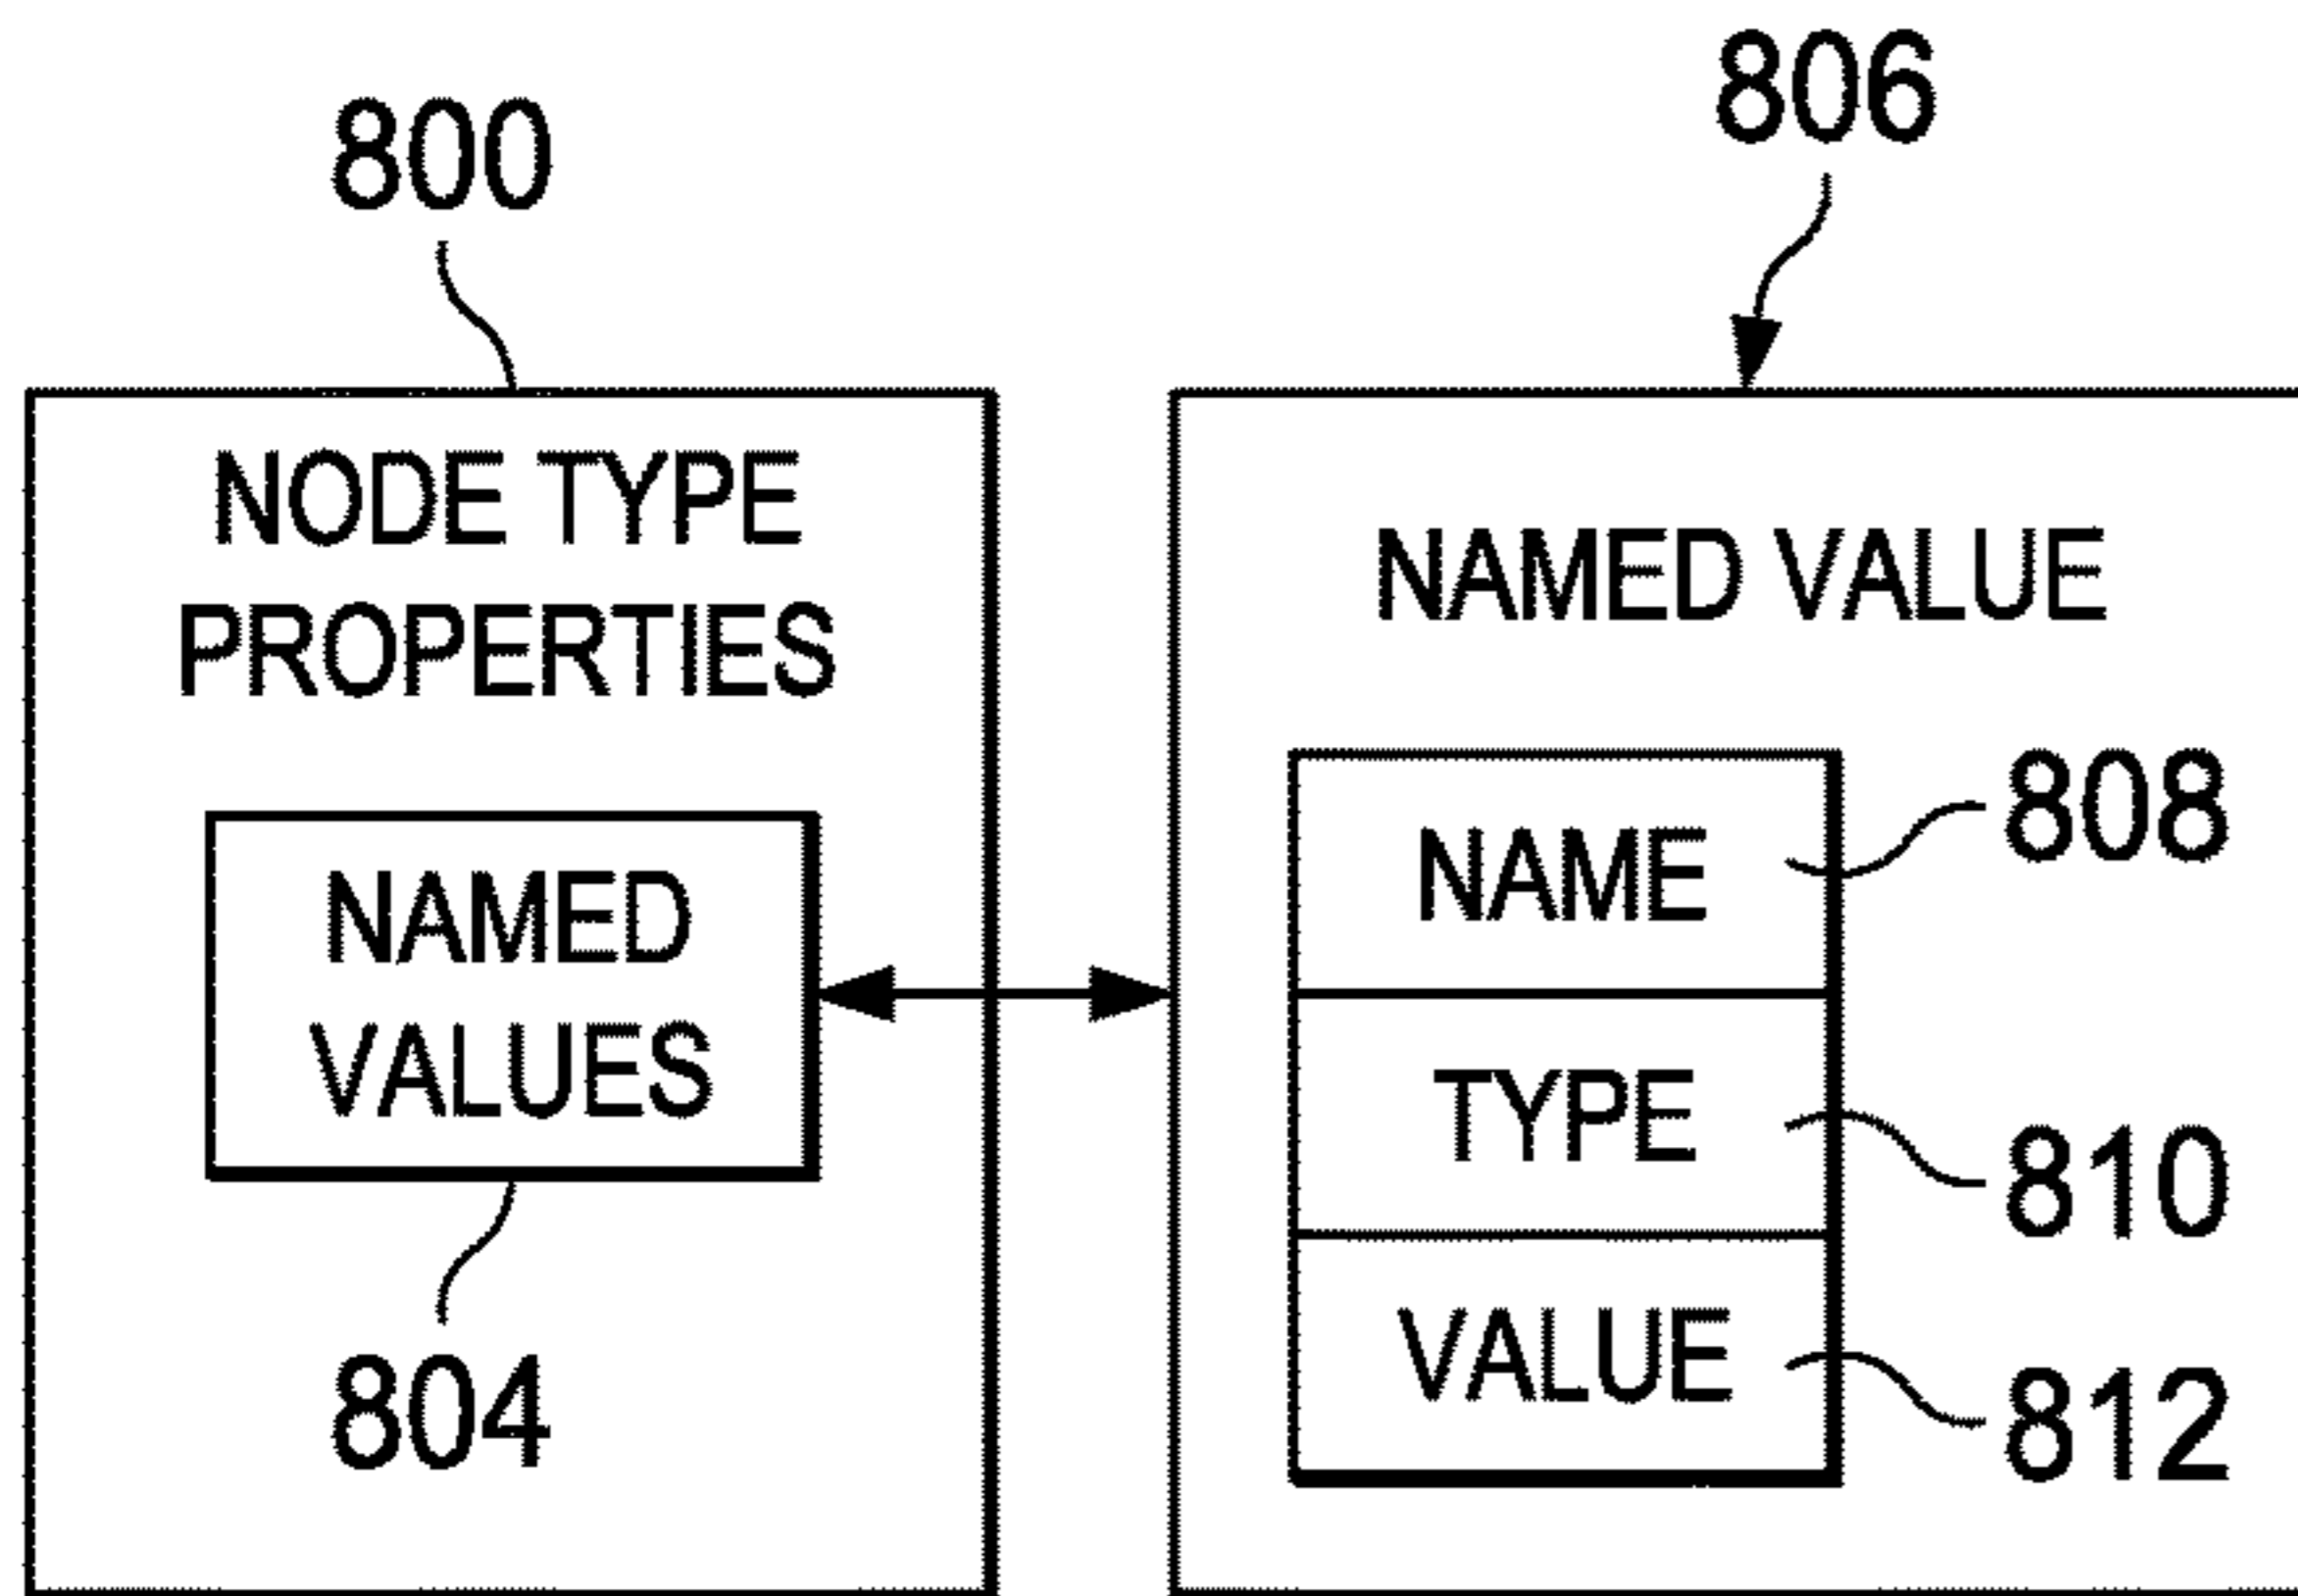 800
NODE TYPE
PROPERTIES
NAMED
VALUES
804
806
NAMED VALUE
NAME
808
TYPE
810
VALUE
812